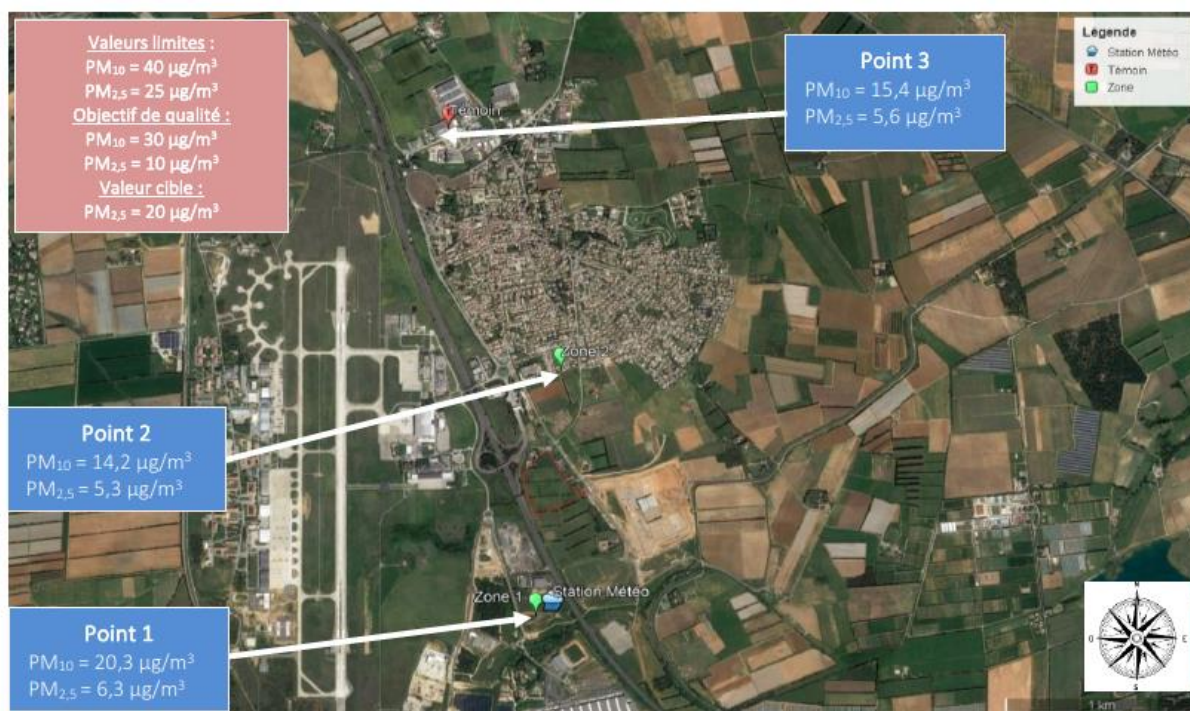 Valeurs limites :
PM₁₀ = 40 µg/m³
PM₂,₅ = 25 µg/m³
Objectif de qualité :
PM₁₀ = 30 µg/m³
PM₂,₅ = 10 µg/m³
Valeur cible :
PM₂,₅ = 20 µg/m³
Point 3
PM₁₀ = 15,4 µg/m³
PM₂,₅ = 5,6 µg/m³
Légende
Station Météo
Témoin
Zone
Témoin
Zone 2
Point 2
PM₁₀ = 14,2 µg/m³
PM₂,₅ = 5,3 µg/m³
Zone 1
Station Météo
Point 1
PM₁₀ = 20,3 µg/m³
PM₂,₅ = 6,3 µg/m³
N
O
E
S
1 km